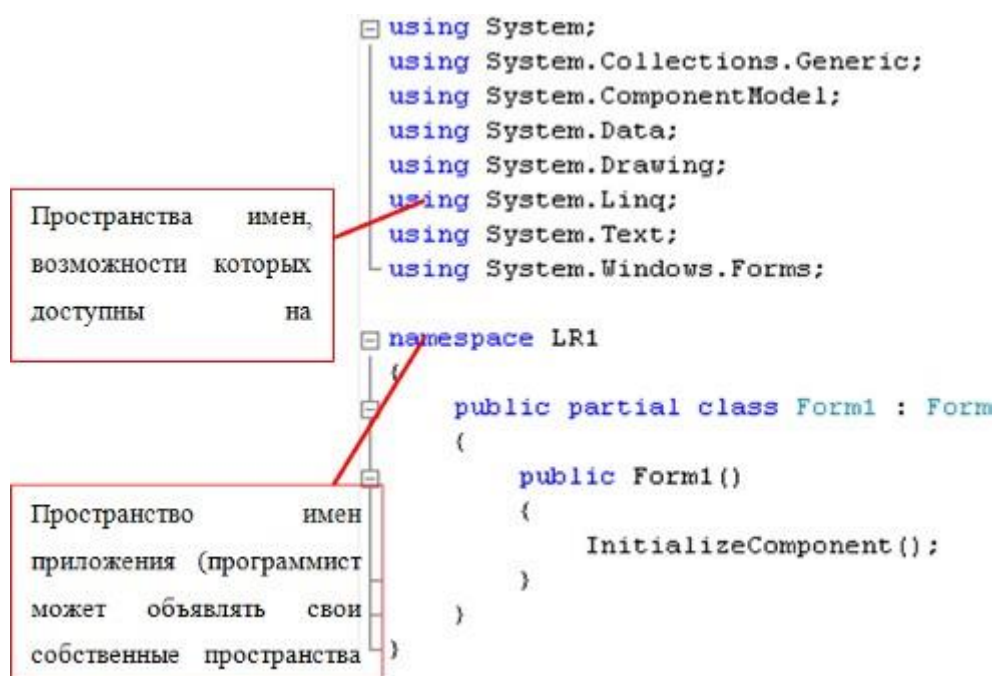 using System;
using System.Collections.Generic;
using System.ComponentModel;
using System.Data;
using System.Drawing;
using System.Linq;
using System.Text;
using System.Windows.Forms;
Пространства имен,
возможности которых
доступны на
namespace LR1
{
public partial class Form1 : Form
{
public Form1()
{
InitializeComponent();
}
}
}
Пространство имен
приложения (программист
может объявлять свои
собственные пространства